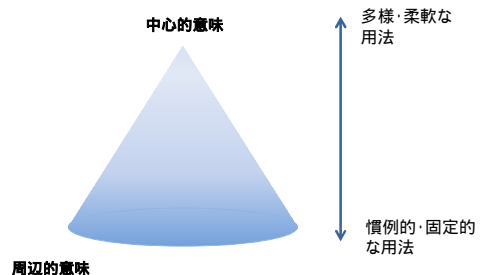 中心的意味
多様･柔軟な
用法
慣例的･固定的
な用法
周辺的意味